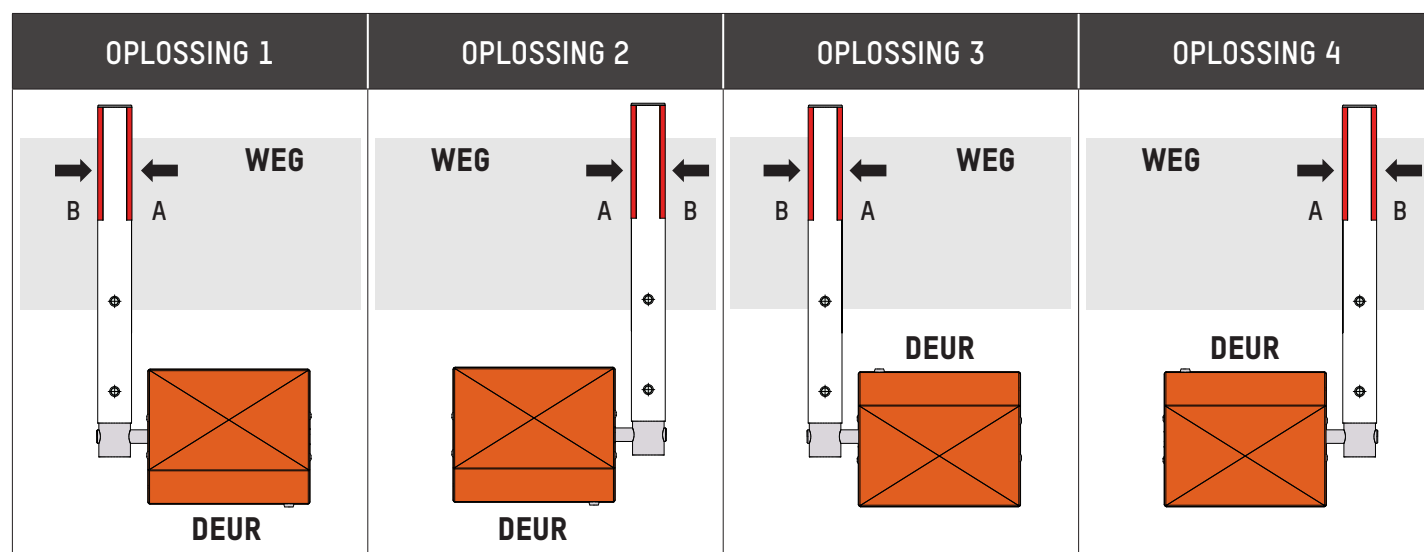 OPLOSSING 1
OPLOSSING 2
OPLOSSING 3
OPLOSSING 4
WEG
B
A
DEUR
WEG
A
B
DEUR
WEG
B
A
DEUR
WEG
A
B
DEUR